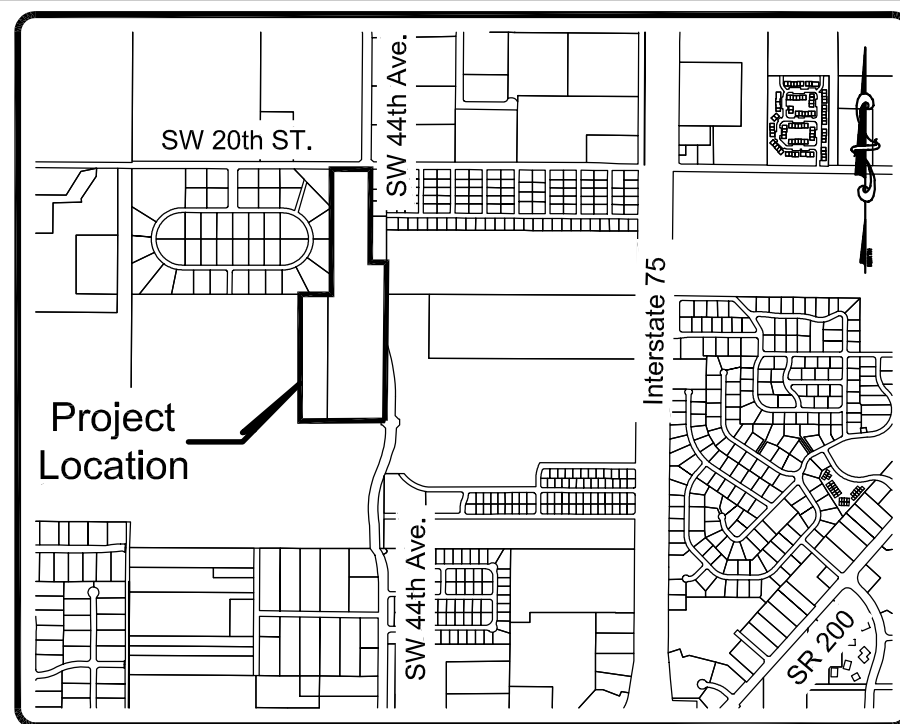 SW 44th Ave.
SW 20th ST.
Interstate 75
Project
Location
SW 44th Ave.
SR 200